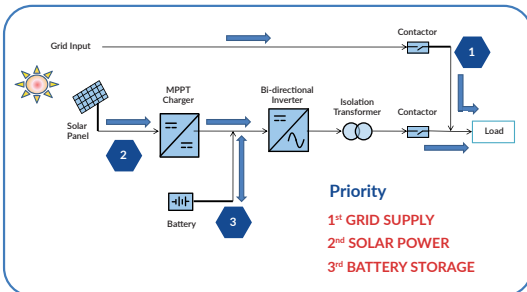 Grid Input
Contactor
1
MPPT
Charger
Bi-directional
Inverter
Isolation
Transformer
Contactor
Solar
Panel
2
Load
Battery
3
Priority
1st GRID SUPPLY
2nd SOLAR POWER
3rd BATTERY STORAGE